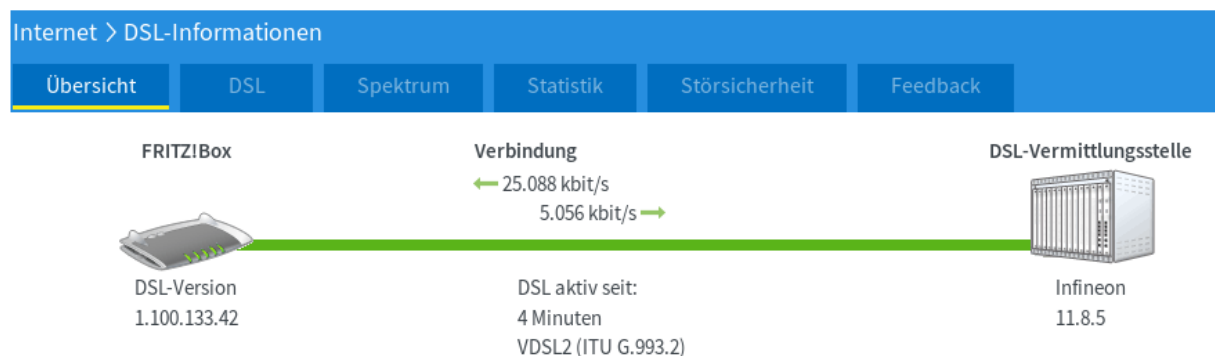 Internet > DSL-Informationen
Übersicht DSL Spektrum Statistik Störsicherheit Feedback
FRITZ!Box Verbindung DSL-Vermittlungsstelle
25.088 kbit/s
5.056 kbit/s
DSL-Version DSL aktiv seit: Infineon
1.100.133.42 4 Minuten 11.8.5
VDSL2 (ITU G.993.2)